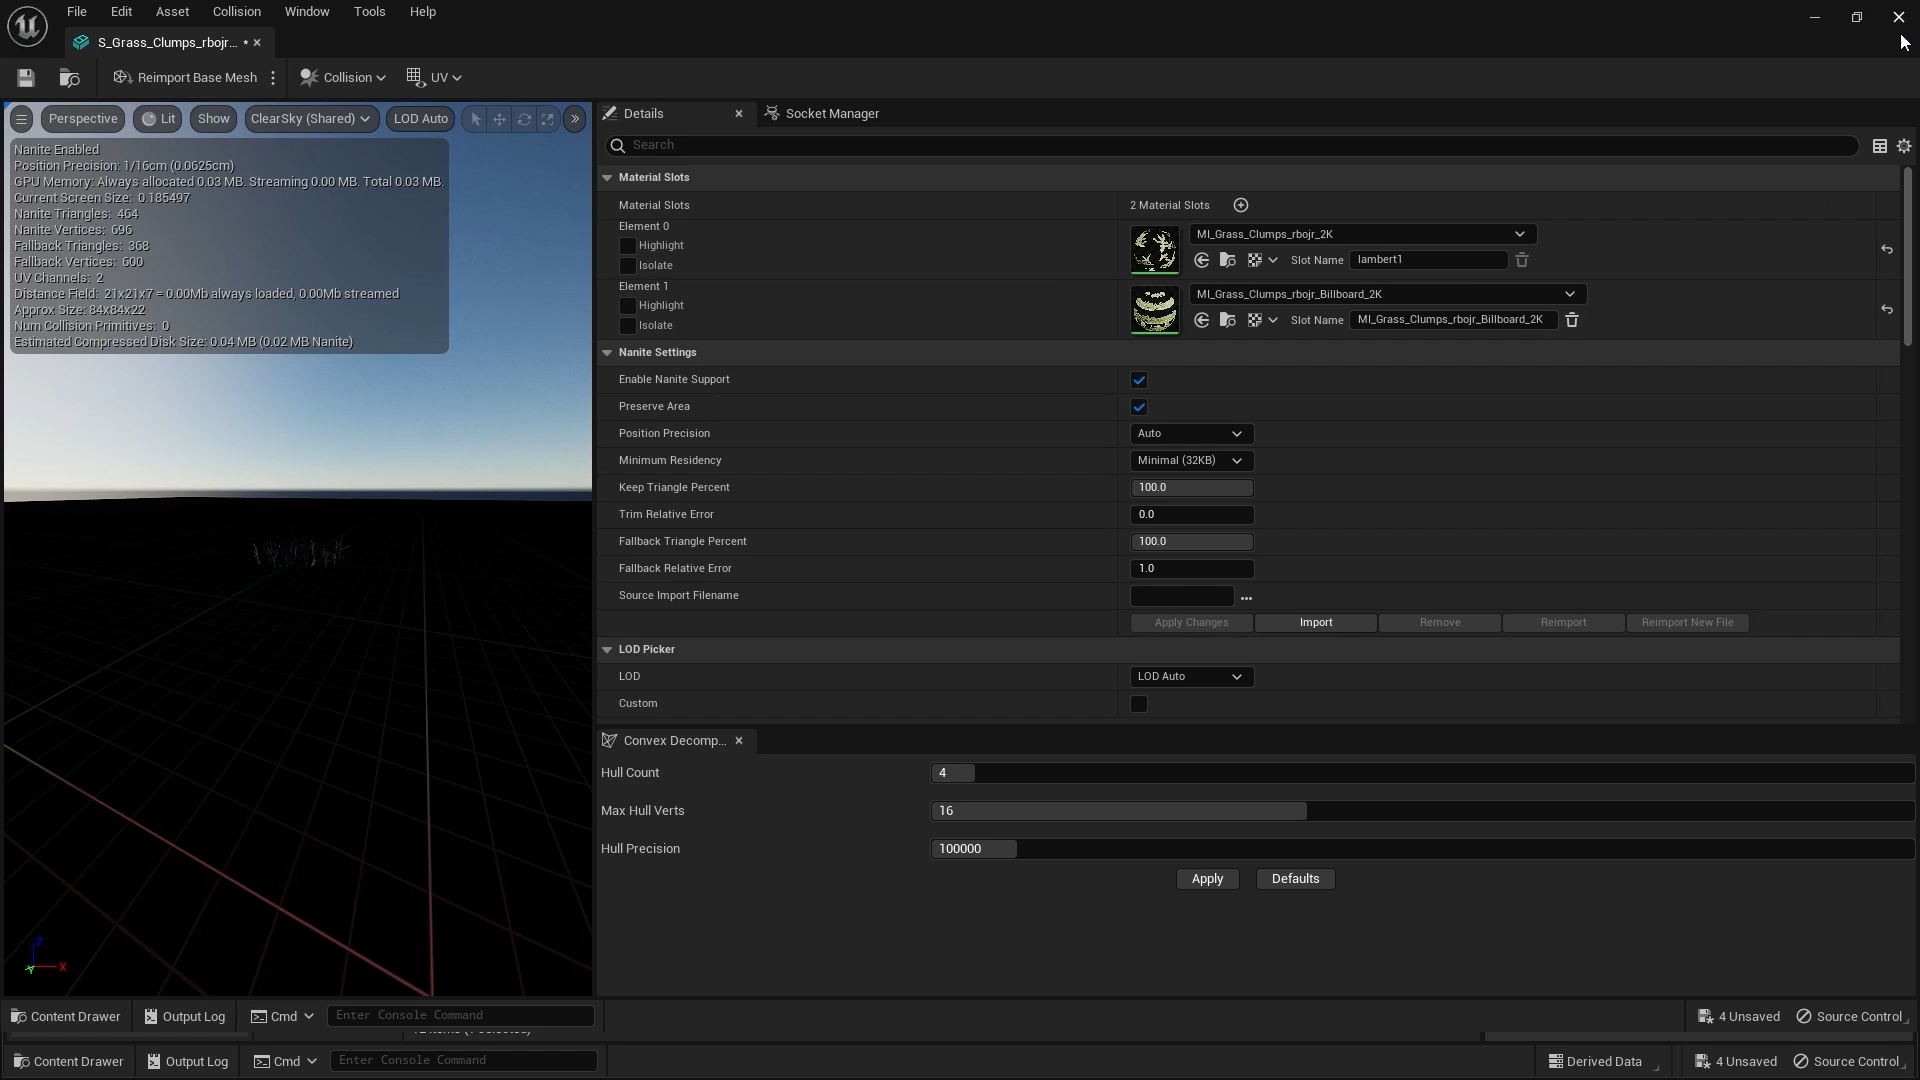 File Edit Asset Collision Window Tools Help
S_Grass_Clumps_rbojr... •
Reimport Base Mesh Collision UV
Perspective Lit Show ClearSky (Shared) LOD Auto
Nanite Enabled
Position Precision: 1/16cm (0.0625cm)
GPU Memory: Always allocated 0.03 MB. Streaming 0.00 MB. Total 0.03 MB.
Current Screen Size: 0.185497
Nanite Triangles: 464
Nanite Vertices: 696
Fallback Triangles: 368
Fallback Vertices: 600
UV Channels: 2
Distance Field: 21x21x7 = 0.00Mb always loaded, 0.00Mb streamed
Approx Size: 84x84x22
Num Collision Primitives: 0
Estimated Compressed Disk Size: 0.04 MB (0.02 MB Nanite)
Z
X
Y
Details Socket Manager
Search
Material Slots
Material Slots 2 Material Slots
Element 0
Highlight
Isolate
MI_Grass_Clumps_rbojr_2K
Slot Name lambert1
Element 1
Highlight
Isolate
MI_Grass_Clumps_rbojr_Billboard_2K
Slot Name MI_Grass_Clumps_rbojr_Billboard_2K
Nanite Settings
Enable Nanite Support
Preserve Area
Position Precision Auto
Minimum Residency Minimal (32KB)
Keep Triangle Percent 100.0
Trim Relative Error 0.0
Fallback Triangle Percent 100.0
Fallback Relative Error 1.0
Source Import Filename ...
Apply Changes Import Remove Reimport Reimport New File
LOD Picker
LOD LOD Auto
Custom
Convex Decomp...
Hull Count 4
Max Hull Verts 16
Hull Precision 100000
Apply Defaults
Content Drawer Output Log Cmd Enter Console Command 4 Unsaved Source Control
Content Drawer Output Log Cmd Enter Console Command Derived Data 4 Unsaved Source Control